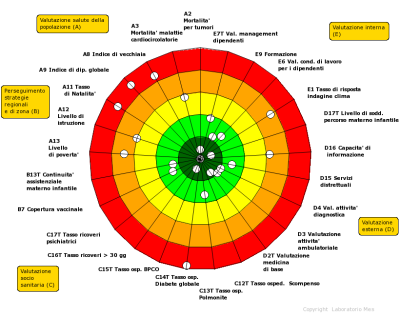 Valutazione salute della
popolazione (A)
A2
Mortalita'
per tumori
A3
Mortalita' malattie
cardiocircolatorie
E7T Val. management
dipendenti
Valutazione interna
(E)
A8 Indici di vecchiaia
E9 Formazione
E6 Val. cond. di lavoro
per i dipendenti
A9 Indice di dip. globale
Perseguimento
strategie
regionali
e di zona (B)
A11 Tasso
di Natalita'
E1 Tasso di risposta
indagine clima
A12
Livello di
istruzione
D17T Livello di sodd.
percorso materno infantile
A13
Livello
di poverta'
D16 Capacita' di
informazione
B13T Continuita'
assistenziale
materno infantile
D15 Servizi
distrettuali
B7 Copertura vaccinale
D4 Val. attivita'
diagnostica
Valutazione
esterna (D)
C17T Tasso ricoveri
psichiatrici
D3 Valutazione
attivita'
ambulatoriale
C16T Tasso ricoveri > 30 gg
D2T Valutazione
medicina
di base
Valutazione
socio
sanitaria (C)
C15T Tasso osp. BPCO
C14T Tasso osp.
Diabete globale
C12T Tasso osped. Scompenso
C13T Tasso osp.
Polmonite
Copyright Laboratorio Mes